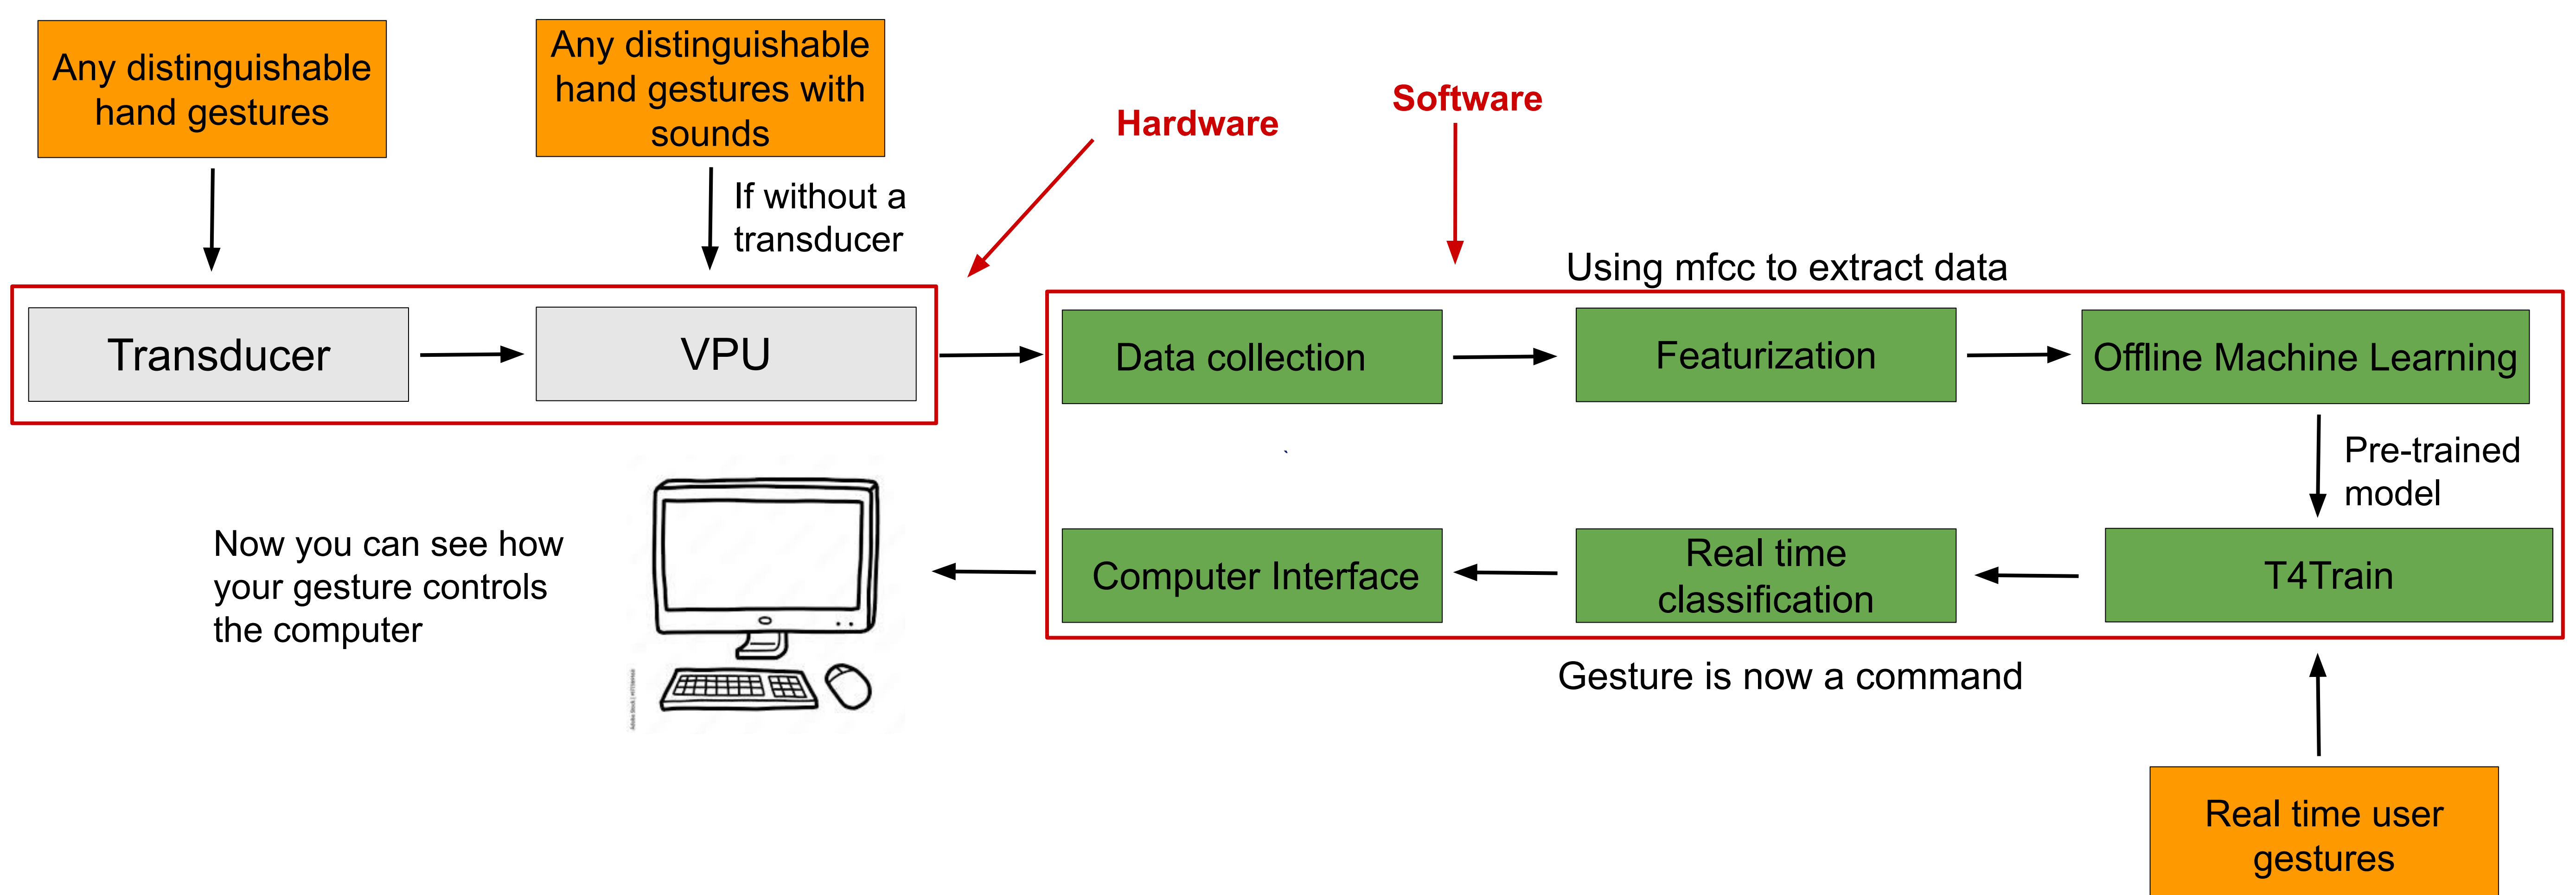 Any distinguishable
hand gestures
Any distinguishable
hand gestures with
sounds
If without a
transducer
Hardware
Software
Using mfcc to extract data
Transducer
VPU
Data collection
Featurization
Offline Machine Learning
Pre-trained
model
T4Train
Real time
classification
Computer Interface
Now you can see how
your gesture controls
the computer
Gesture is now a command
Real time user
gestures